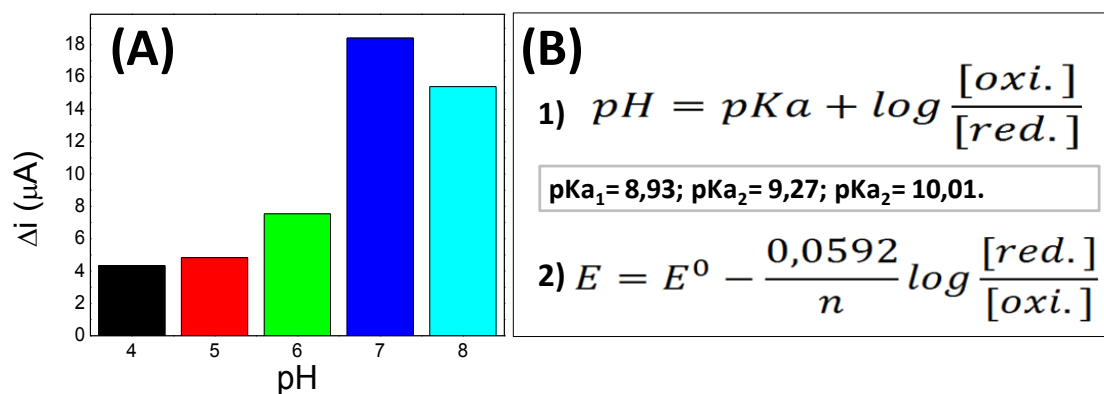 (A)
Δi (μA)
18
16
14
12
10
8
6
4
2
0
4 5 6 7 8
pH
(B)
1) pH = pKa + log [oxi.] / [red.]
pKa₁= 8,93; pKa₂= 9,27; pKa₂= 10,01.
2) E = E⁰ − 0,0592 / n log [red.] / [oxi.]